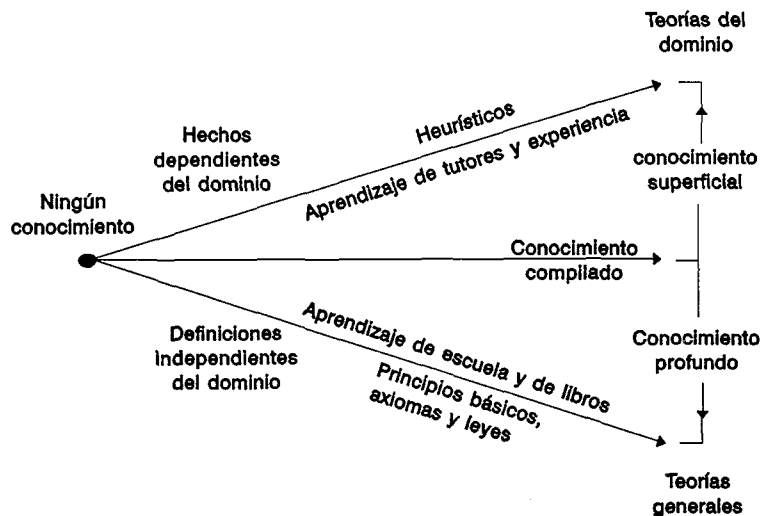 Teorías del
dominio
Hechos
dependientes
del dominio
Heurísticos
Aprendizaje de tutores y experiencia
conocimiento
superficial
Ningún
conocimiento
Conocimiento
compilado
Definiciones
independientes
del dominio
Aprendizaje de escuela y de libros
Principios básicos,
axiomas y leyes
Conocimiento
profundo
Teorías
generales